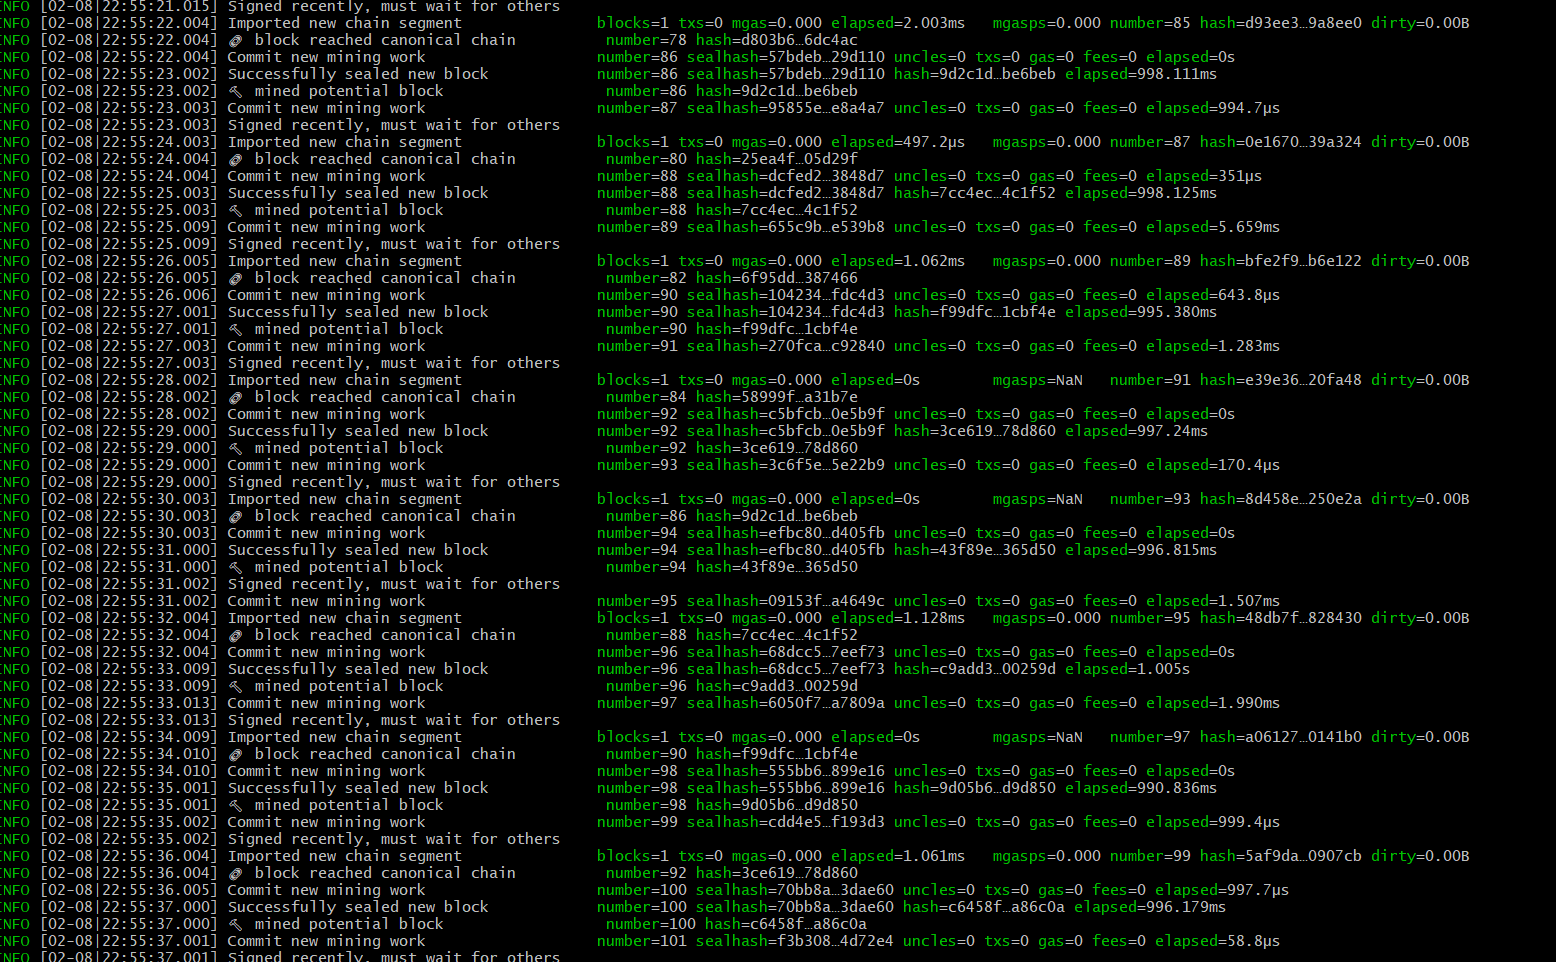 INFO [02-08|22:55:21.015] Signed recently, must wait for others
INFO [02-08|22:55:22.004] Imported new chain segment blocks=1 txs=0 mgas=0.000 elapsed=2.003ms mgasps=0.000 number=85 hash=d93ee3…9a8ee0 dirty=0.00B
INFO [02-08|22:55:22.004] 🔗 block reached canonical chain number=78 hash=d803b6…6dc4ac
INFO [02-08|22:55:22.004] Commit new mining work number=86 sealhash=57bdeb…29d110 uncles=0 txs=0 gas=0 fees=0 elapsed=0s
INFO [02-08|22:55:23.002] Successfully sealed new block number=86 sealhash=57bdeb…29d110 hash=9d2c1d…be6beb elapsed=998.111ms
INFO [02-08|22:55:23.002] 🔨 mined potential block number=86 hash=9d2c1d…be6beb
INFO [02-08|22:55:23.003] Commit new mining work number=87 sealhash=95855e…e8a4a7 uncles=0 txs=0 gas=0 fees=0 elapsed=994.7µs
INFO [02-08|22:55:23.003] Signed recently, must wait for others
INFO [02-08|22:55:24.003] Imported new chain segment blocks=1 txs=0 mgas=0.000 elapsed=497.2µs mgasps=0.000 number=87 hash=0e1670…39a324 dirty=0.00B
INFO [02-08|22:55:24.004] 🔗 block reached canonical chain number=80 hash=25ea4f…05d29f
INFO [02-08|22:55:24.004] Commit new mining work number=88 sealhash=dcfed2…3848d7 uncles=0 txs=0 gas=0 fees=0 elapsed=351µs
INFO [02-08|22:55:25.003] Successfully sealed new block number=88 sealhash=dcfed2…3848d7 hash=7cc4ec…4c1f52 elapsed=998.125ms
INFO [02-08|22:55:25.003] 🔨 mined potential block number=88 hash=7cc4ec…4c1f52
INFO [02-08|22:55:25.009] Commit new mining work number=89 sealhash=655c9b…e539b8 uncles=0 txs=0 gas=0 fees=0 elapsed=5.659ms
INFO [02-08|22:55:25.009] Signed recently, must wait for others
INFO [02-08|22:55:26.005] Imported new chain segment blocks=1 txs=0 mgas=0.000 elapsed=1.062ms mgasps=0.000 number=89 hash=bfe2f9…b6e122 dirty=0.00B
INFO [02-08|22:55:26.005] 🔗 block reached canonical chain number=82 hash=6f95dd…387466
INFO [02-08|22:55:26.006] Commit new mining work number=90 sealhash=104234…fdc4d3 uncles=0 txs=0 gas=0 fees=0 elapsed=643.8µs
INFO [02-08|22:55:27.001] Successfully sealed new block number=90 sealhash=104234…fdc4d3 hash=f99dfc…1cbf4e elapsed=995.380ms
INFO [02-08|22:55:27.001] 🔨 mined potential block number=90 hash=f99dfc…1cbf4e
INFO [02-08|22:55:27.003] Commit new mining work number=91 sealhash=270fca…c92840 uncles=0 txs=0 gas=0 fees=0 elapsed=1.283ms
INFO [02-08|22:55:27.003] Signed recently, must wait for others
INFO [02-08|22:55:28.002] Imported new chain segment blocks=1 txs=0 mgas=0.000 elapsed=0s mgasps=NaN number=91 hash=e39e36…20fa48 dirty=0.00B
INFO [02-08|22:55:28.002] 🔗 block reached canonical chain number=84 hash=58999f…a31b7e
INFO [02-08|22:55:28.002] Commit new mining work number=92 sealhash=c5bfcb…0e5b9f uncles=0 txs=0 gas=0 fees=0 elapsed=0s
INFO [02-08|22:55:29.000] Successfully sealed new block number=92 sealhash=c5bfcb…0e5b9f hash=3ce619…78d860 elapsed=997.24ms
INFO [02-08|22:55:29.000] 🔨 mined potential block number=92 hash=3ce619…78d860
INFO [02-08|22:55:29.000] Commit new mining work number=93 sealhash=3c6f5e…5e22b9 uncles=0 txs=0 gas=0 fees=0 elapsed=170.4µs
INFO [02-08|22:55:29.000] Signed recently, must wait for others
INFO [02-08|22:55:30.003] Imported new chain segment blocks=1 txs=0 mgas=0.000 elapsed=0s mgasps=NaN number=93 hash=8d458e…250e2a dirty=0.00B
INFO [02-08|22:55:30.003] 🔗 block reached canonical chain number=86 hash=9d2c1d…be6beb
INFO [02-08|22:55:30.003] Commit new mining work number=94 sealhash=efbc80…d405fb uncles=0 txs=0 gas=0 fees=0 elapsed=0s
INFO [02-08|22:55:31.000] Successfully sealed new block number=94 sealhash=efbc80…d405fb hash=43f89e…365d50 elapsed=996.815ms
INFO [02-08|22:55:31.000] 🔨 mined potential block number=94 hash=43f89e…365d50
INFO [02-08|22:55:31.002] Signed recently, must wait for others
INFO [02-08|22:55:31.002] Commit new mining work number=95 sealhash=09153f…a4649c uncles=0 txs=0 gas=0 fees=0 elapsed=1.507ms
INFO [02-08|22:55:32.004] Imported new chain segment blocks=1 txs=0 mgas=0.000 elapsed=1.128ms mgasps=0.000 number=95 hash=48db7f…828430 dirty=0.00B
INFO [02-08|22:55:32.004] 🔗 block reached canonical chain number=88 hash=7cc4ec…4c1f52
INFO [02-08|22:55:32.004] Commit new mining work number=96 sealhash=68dcc5…7eef73 uncles=0 txs=0 gas=0 fees=0 elapsed=0s
INFO [02-08|22:55:33.009] Successfully sealed new block number=96 sealhash=68dcc5…7eef73 hash=c9add3…00259d elapsed=1.005s
INFO [02-08|22:55:33.009] 🔨 mined potential block number=96 hash=c9add3…00259d
INFO [02-08|22:55:33.013] Commit new mining work number=97 sealhash=6050f7…a7809a uncles=0 txs=0 gas=0 fees=0 elapsed=1.990ms
INFO [02-08|22:55:33.013] Signed recently, must wait for others
INFO [02-08|22:55:34.009] Imported new chain segment blocks=1 txs=0 mgas=0.000 elapsed=0s mgasps=NaN number=97 hash=a06127…0141b0 dirty=0.00B
INFO [02-08|22:55:34.010] 🔗 block reached canonical chain number=90 hash=f99dfc…1cbf4e
INFO [02-08|22:55:34.010] Commit new mining work number=98 sealhash=555bb6…899e16 uncles=0 txs=0 gas=0 fees=0 elapsed=0s
INFO [02-08|22:55:35.001] Successfully sealed new block number=98 sealhash=555bb6…899e16 hash=9d05b6…d9d850 elapsed=990.836ms
INFO [02-08|22:55:35.001] 🔨 mined potential block number=98 hash=9d05b6…d9d850
INFO [02-08|22:55:35.002] Commit new mining work number=99 sealhash=cdd4e5…f193d3 uncles=0 txs=0 gas=0 fees=0 elapsed=999.4µs
INFO [02-08|22:55:35.002] Signed recently, must wait for others
INFO [02-08|22:55:36.004] Imported new chain segment blocks=1 txs=0 mgas=0.000 elapsed=1.061ms mgasps=0.000 number=99 hash=5af9da…0907cb dirty=0.00B
INFO [02-08|22:55:36.004] 🔗 block reached canonical chain number=92 hash=3ce619…78d860
INFO [02-08|22:55:36.005] Commit new mining work number=100 sealhash=70bb8a…3dae60 uncles=0 txs=0 gas=0 fees=0 elapsed=997.7µs
INFO [02-08|22:55:37.000] Successfully sealed new block number=100 sealhash=70bb8a…3dae60 hash=c6458f…a86c0a elapsed=996.179ms
INFO [02-08|22:55:37.000] 🔨 mined potential block number=100 hash=c6458f…a86c0a
INFO [02-08|22:55:37.001] Commit new mining work number=101 sealhash=f3b308…4d72e4 uncles=0 txs=0 gas=0 fees=0 elapsed=58.8µs
INFO [02-08|22:55:37.001] Signed recently, must wait for others